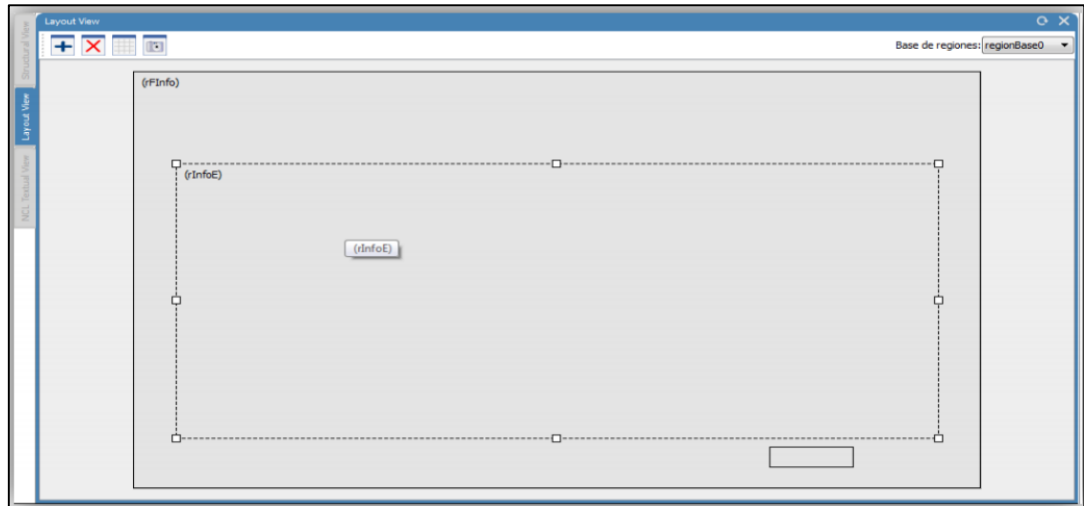 Layout View
Base de regiones: regionBase0
Structural View
Layout View
NCL Textual View
(rFInfo)
(rInfoE)
(rInfoE)